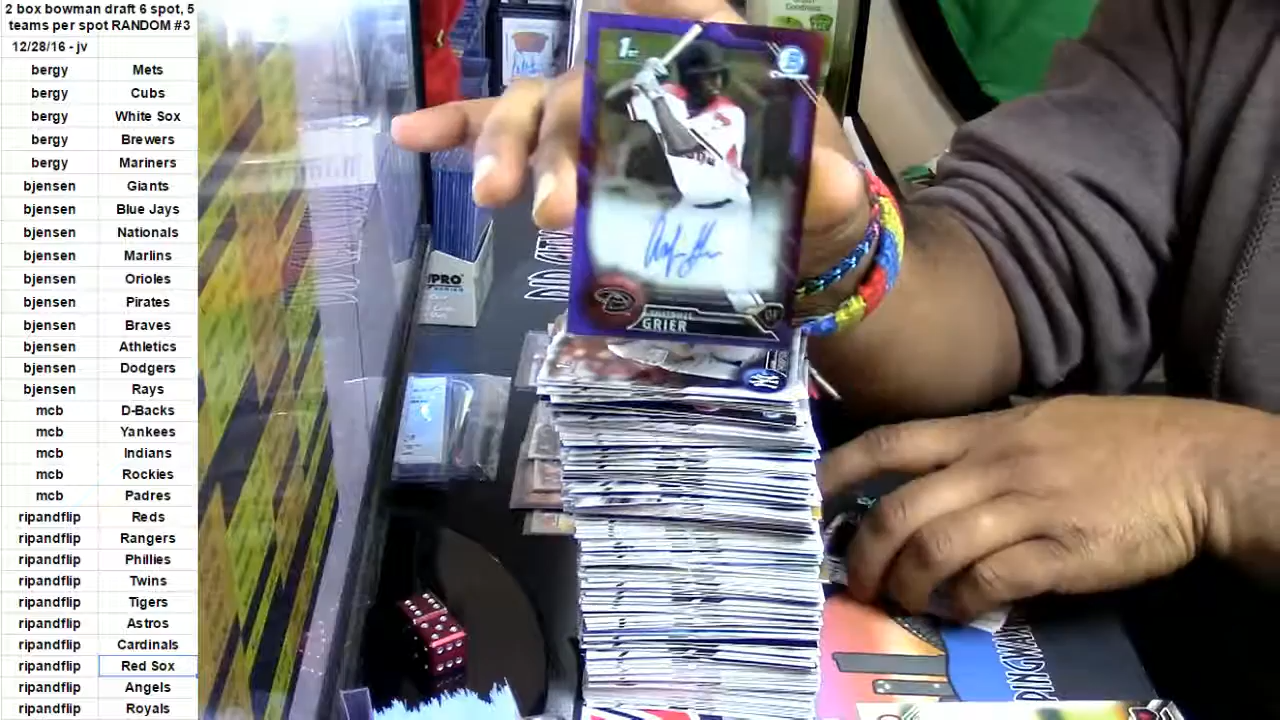 2 box bowman draft 6 spot, 5
teams per spot RANDOM #3
12/28/16 - jv
bergy Mets
bergy Cubs
bergy White Sox
bergy Brewers
bergy Mariners
bjensen Giants
bjensen Blue Jays
bjensen Nationals
bjensen Marlins
bjensen Orioles
bjensen Pirates
bjensen Braves
bjensen Athletics
bjensen Dodgers
bjensen Rays
mcb D-Backs
mcb Yankees
mcb Indians
mcb Rockies
mcb Padres
ripandflip Reds
ripandflip Rangers
ripandflip Phillies
ripandflip Twins
ripandflip Tigers
ripandflip Astros
ripandflip Cardinals
ripandflip Red Sox
ripandflip Angels
ripandflip Royals
1st
GRIER